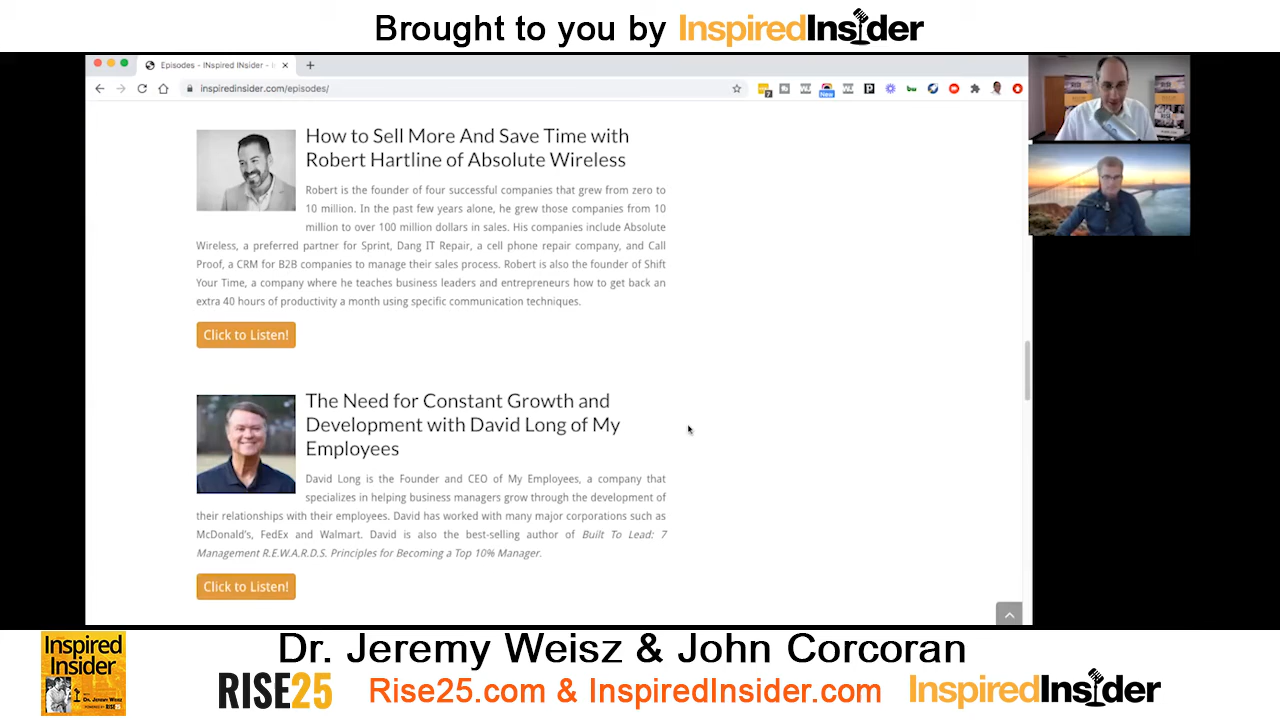 Brought to you by InspiredInsider
Episodes - INspired INsider - I
inspiredinsider.com/episodes/
How to Sell More And Save Time with
Robert Hartline of Absolute Wireless
Robert is the founder of four successful companies that grew from zero to
10 million. In the past few years alone, he grew those companies from 10
million to over 100 million dollars in sales. His companies include Absolute
Wireless, a preferred partner for Sprint, Dang IT Repair, a cell phone repair company, and Call
Proof, a CRM for B2B companies to manage their sales process. Robert is also the founder of Shift
Your Time, a company where he teaches business leaders and entrepreneurs how to get back an
extra 40 hours of productivity a month using specific communication techniques.
Click to Listen!
The Need for Constant Growth and
Development with David Long of My
Employees
David Long is the Founder and CEO of My Employees, a company that
specializes in helping business managers grow through the development of
their relationships with their employees. David has worked with many major corporations such as
McDonald's, FedEx and Walmart. David is also the best-selling author of Built To Lead: 7
Management R.E.W.A.R.D.S. Principles for Becoming a Top 10% Manager.
Click to Listen!
Inspired
Insider
Dr. Jeremy Weisz
Dr. Jeremy Weisz & John Corcoran
RISE25 Rise25.com & InspiredInsider.com InspiredInsider